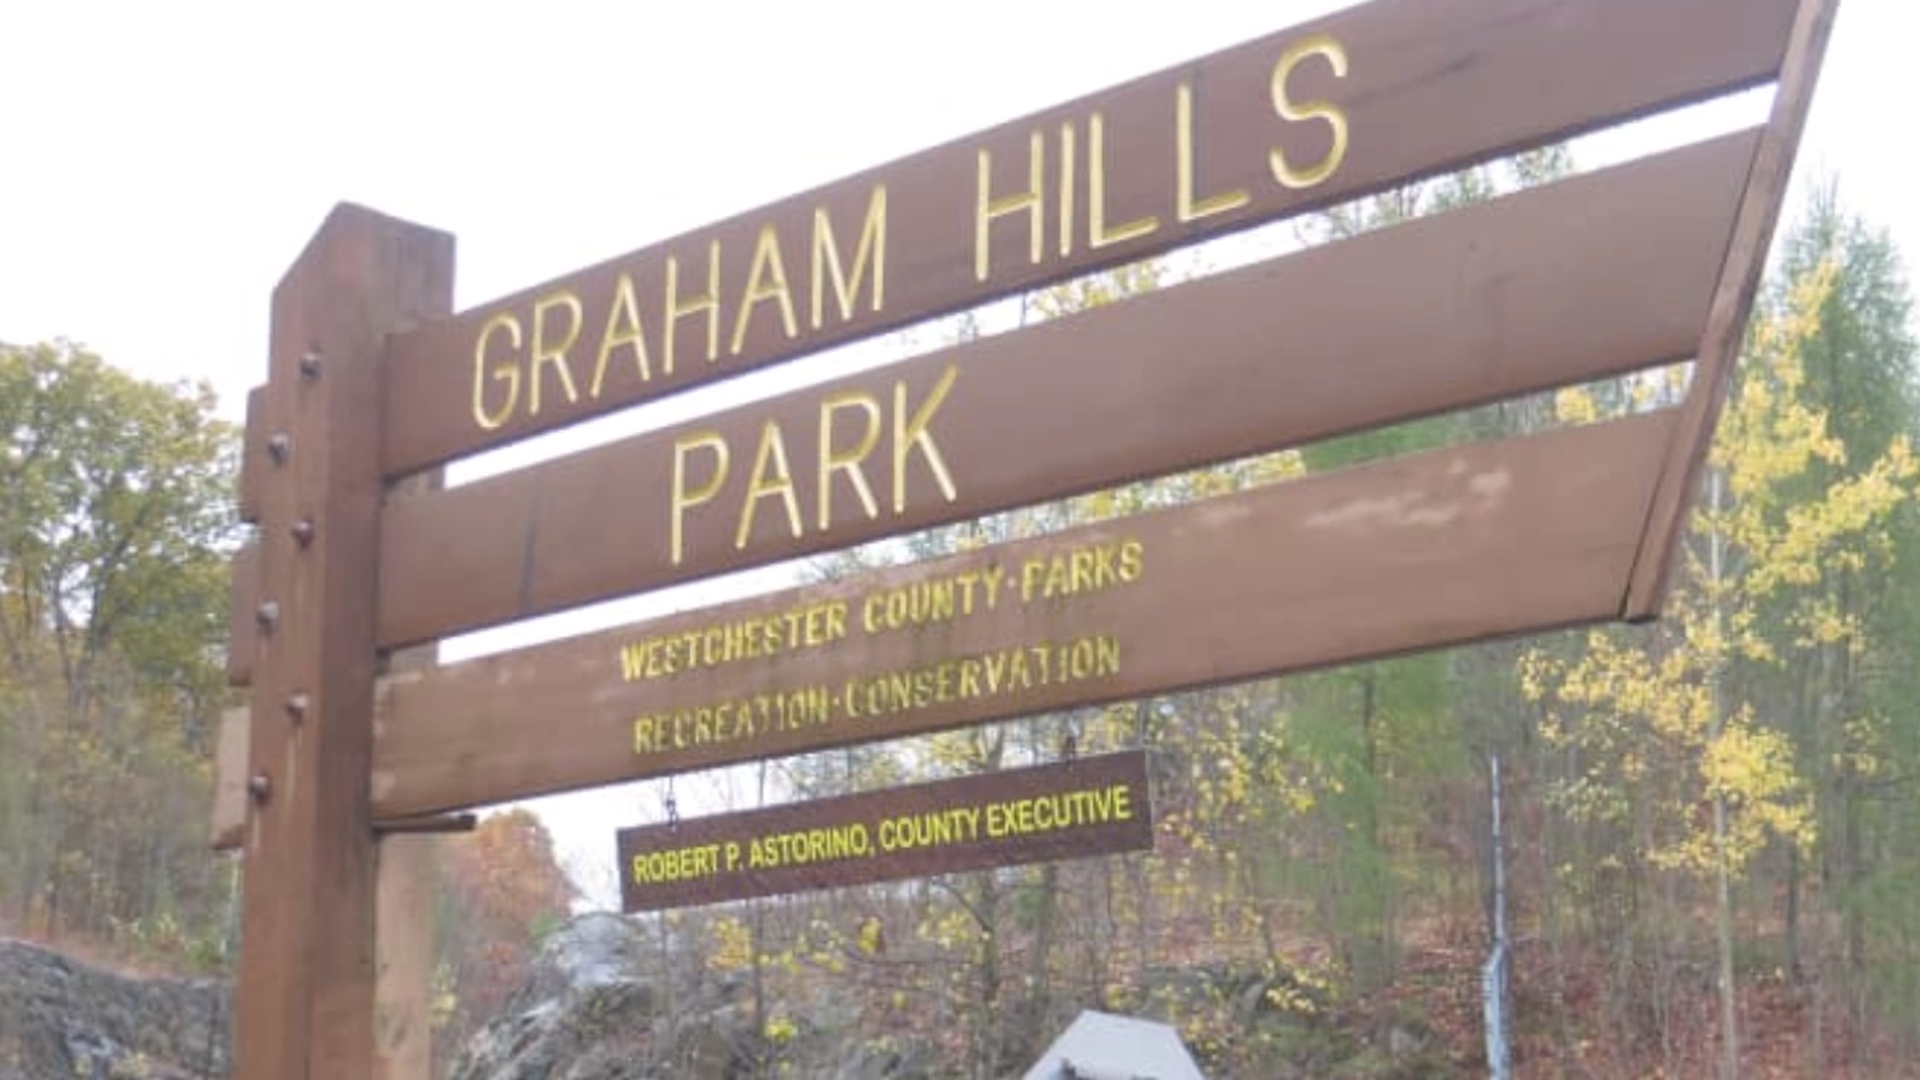 GRAHAM HILLS
PARK
WESTCHESTER COUNTY·PARKS
RECREATION·CONSERVATION
ROBERT P. ASTORINO, COUNTY EXECUTIVE